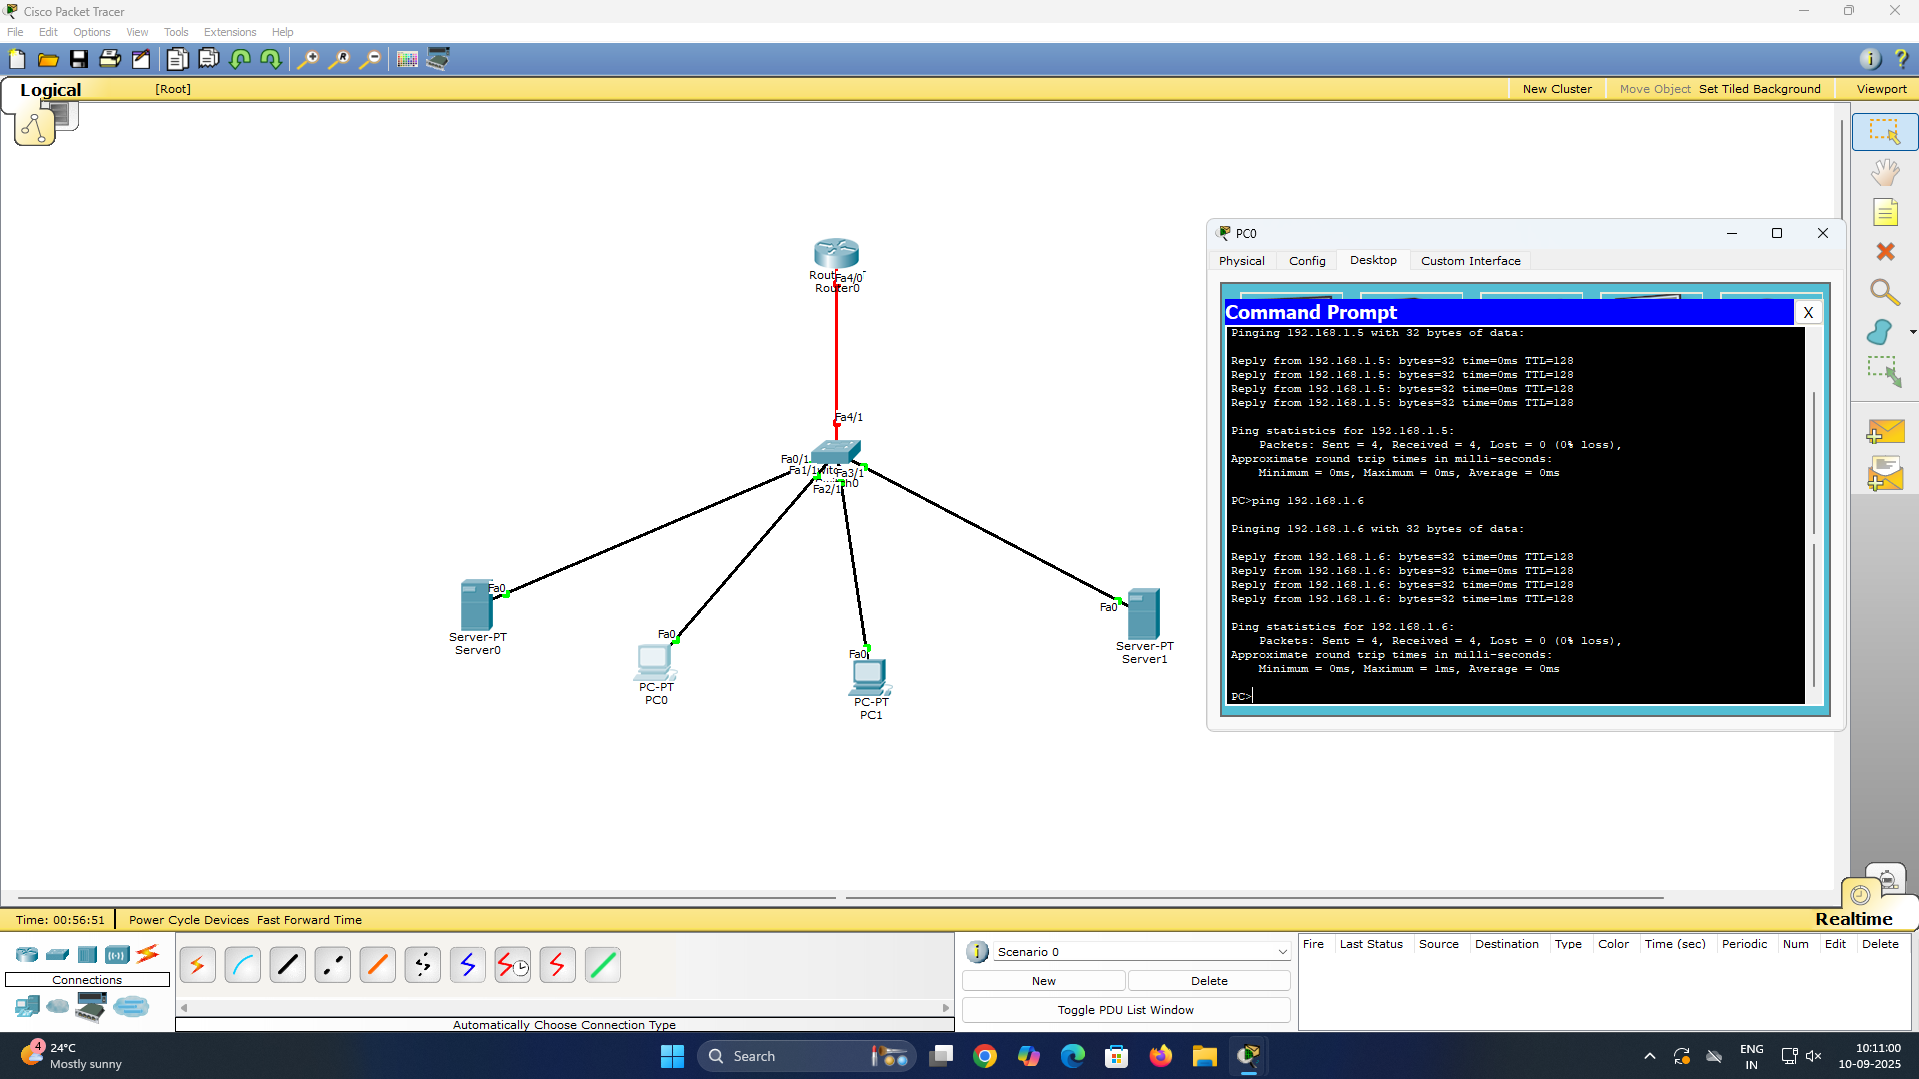 Cisco Packet Tracer
File Edit Options View Tools Extensions Help
Logical [Root] New Cluster Move Object Set Tiled Background Viewport
Fa4/0
Router0
Fa4/1
Fa0/1
Fa1/1
Fa3/1
Fa2/1
Fa0
Server-PT
Server0
Fa0
PC-PT
PC0
Fa0
PC-PT
PC1
Fa0
Server-PT
Server1
PC0
Physical Config Desktop Custom Interface
Command Prompt X
Pinging 192.168.1.5 with 32 bytes of data:
Reply from 192.168.1.5: bytes=32 time=0ms TTL=128
Reply from 192.168.1.5: bytes=32 time=0ms TTL=128
Reply from 192.168.1.5: bytes=32 time=0ms TTL=128
Reply from 192.168.1.5: bytes=32 time=0ms TTL=128
Ping statistics for 192.168.1.5:
Packets: Sent = 4, Received = 4, Lost = 0 (0% loss),
Approximate round trip times in milli-seconds:
Minimum = 0ms, Maximum = 0ms, Average = 0ms
PC>ping 192.168.1.6
Pinging 192.168.1.6 with 32 bytes of data:
Reply from 192.168.1.6: bytes=32 time=0ms TTL=128
Reply from 192.168.1.6: bytes=32 time=0ms TTL=128
Reply from 192.168.1.6: bytes=32 time=0ms TTL=128
Reply from 192.168.1.6: bytes=32 time=1ms TTL=128
Ping statistics for 192.168.1.6:
Packets: Sent = 4, Received = 4, Lost = 0 (0% loss),
Approximate round trip times in milli-seconds:
Minimum = 0ms, Maximum = 1ms, Average = 0ms
PC>
Time: 00:56:51 Power Cycle Devices Fast Forward Time Realtime
Connections
Automatically Choose Connection Type
Scenario 0
New Delete
Toggle PDU List Window
Fire Last Status Source Destination Type Color Time (sec) Periodic Num Edit Delete
4
24°C
Mostly sunny
Search
ENG
IN
10:11:00
10-09-2025